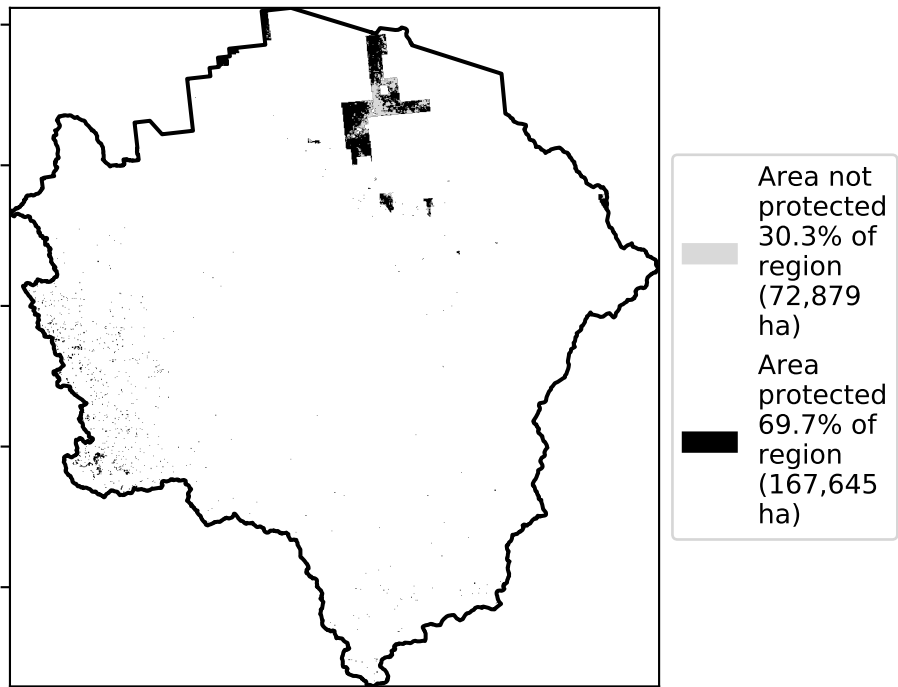 Area not
protected
30.3% of
region
(72,879
ha)
Area
protected
69.7% of
region
(167,645
ha)